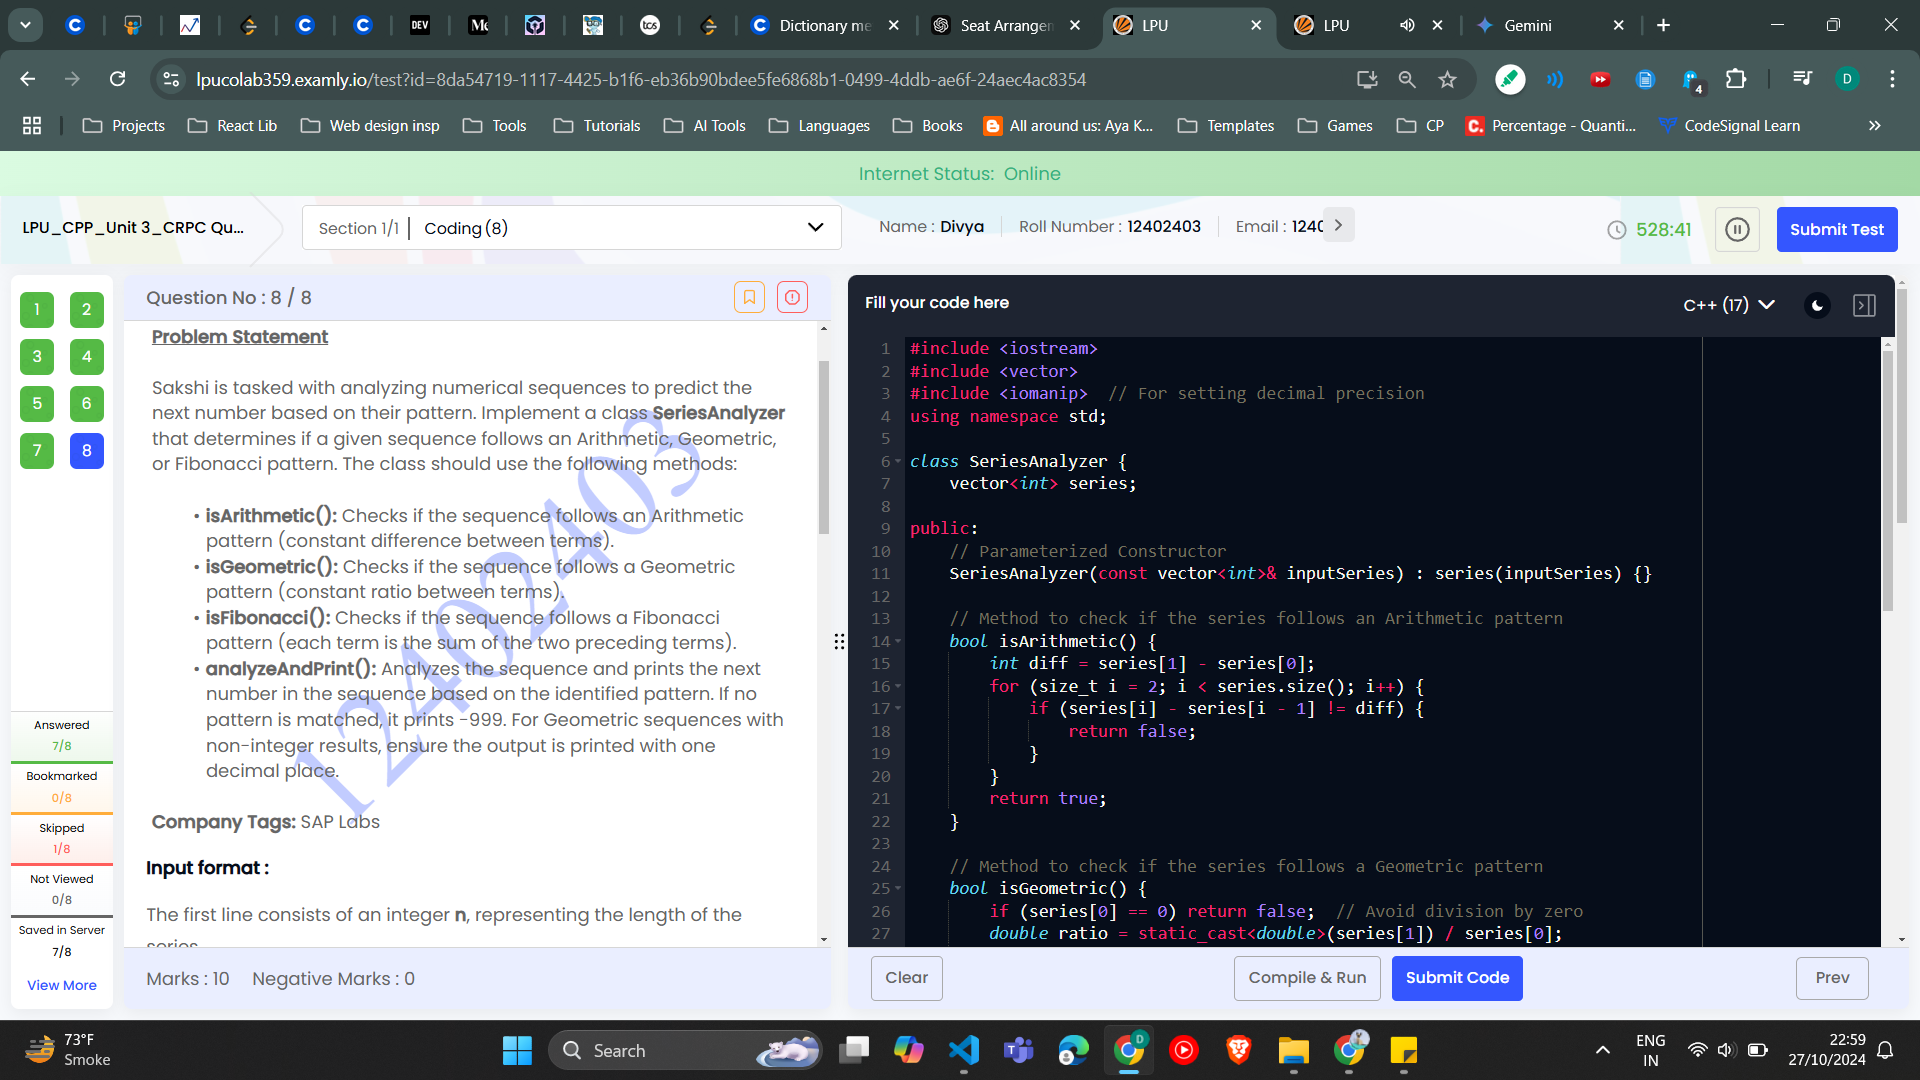 Dictionary me
Seat Arrangen
LPU
LPU
Gemini
lpucolab359.examly.io/test?id=8da54719-1117-4425-b1f6-eb36b90bdee5fe6868b1-0499-4ddb-ae6f-24aec4ac8354
Projects
React Lib
Web design insp
Tools
Tutorials
AI Tools
Languages
Books
All around us: Aya K...
Templates
Games
CP
Percentage - Quanti...
CodeSignal Learn
Internet Status: Online
LPU_CPP_Unit 3_CRPC Qu...
Section 1/1 | Coding (8)
Name : Divya
Roll Number : 12402403
Email : 1240
528:41
Submit Test
1 2
3 4
5 6
7 8
Answered
7/8
Bookmarked
0/8
Skipped
1/8
Not Viewed
0/8
Saved in Server
7/8
View More
Question No : 8 / 8
Problem Statement
Sakshi is tasked with analyzing numerical sequences to predict the
next number based on their pattern. Implement a class SeriesAnalyzer
that determines if a given sequence follows an Arithmetic, Geometric,
or Fibonacci pattern. The class should use the following methods:
• isArithmetic(): Checks if the sequence follows an Arithmetic
pattern (constant difference between terms).
• isGeometric(): Checks if the sequence follows a Geometric
pattern (constant ratio between terms).
• isFibonacci(): Checks if the sequence follows a Fibonacci
pattern (each term is the sum of the two preceding terms).
• analyzeAndPrint(): Analyzes the sequence and prints the next
number in the sequence based on the identified pattern. If no
pattern is matched, it prints -999. For Geometric sequences with
non-integer results, ensure the output is printed with one
decimal place.
12402403
Company Tags: SAP Labs
Input format :
The first line consists of an integer n, representing the length of the
series
Marks : 10 Negative Marks : 0
Fill your code here
C++ (17)
1 #include <iostream>
2 #include <vector>
3 #include <iomanip>  // For setting decimal precision
4 using namespace std;
5
6 class SeriesAnalyzer {
7     vector<int> series;
8
9 public:
10     // Parameterized Constructor
11     SeriesAnalyzer(const vector<int>& inputSeries) : series(inputSeries) {}
12
13     // Method to check if the series follows an Arithmetic pattern
14     bool isArithmetic() {
15         int diff = series[1] - series[0];
16         for (size_t i = 2; i < series.size(); i++) {
17             if (series[i] - series[i - 1] != diff) {
18                 return false;
19             }
20         }
21         return true;
22     }
23
24     // Method to check if the series follows a Geometric pattern
25     bool isGeometric() {
26         if (series[0] == 0) return false;  // Avoid division by zero
27         double ratio = static_cast<double>(series[1]) / series[0];
Clear
Compile & Run
Submit Code
Prev
73°F
Smoke
Search
ENG
IN
22:59
27/10/2024